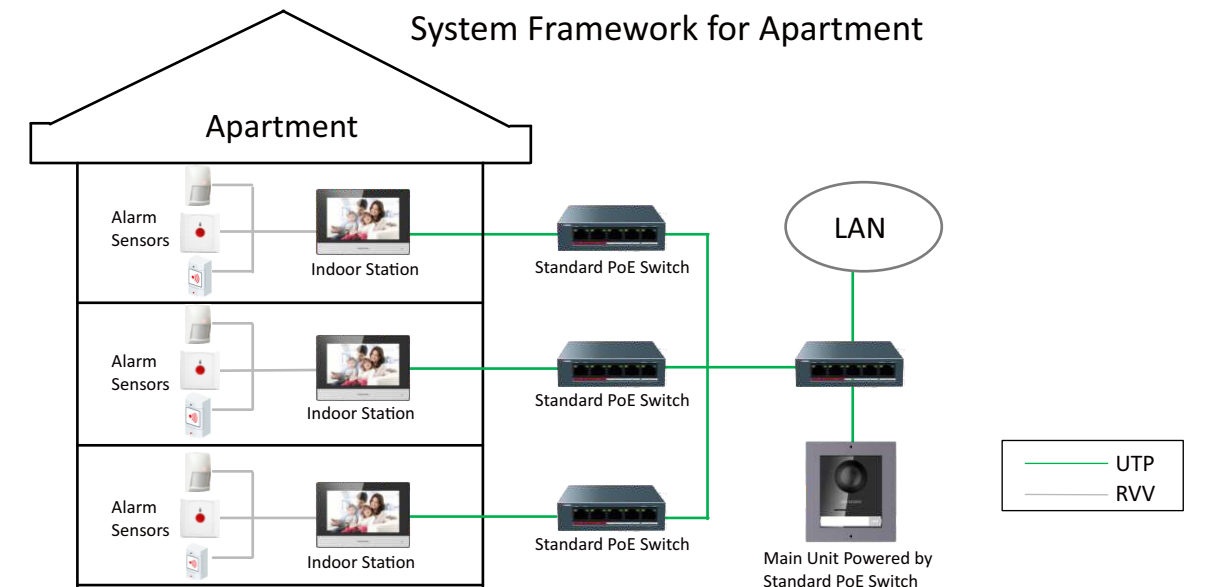 System Framework for Apartment
Apartment
Alarm
Sensors
Indoor Station
Standard PoE Switch
LAN
Alarm
Sensors
Indoor Station
Standard PoE Switch
Alarm
Sensors
Indoor Station
Standard PoE Switch
Main Unit Powered by
Standard PoE Switch
UTP
RVV